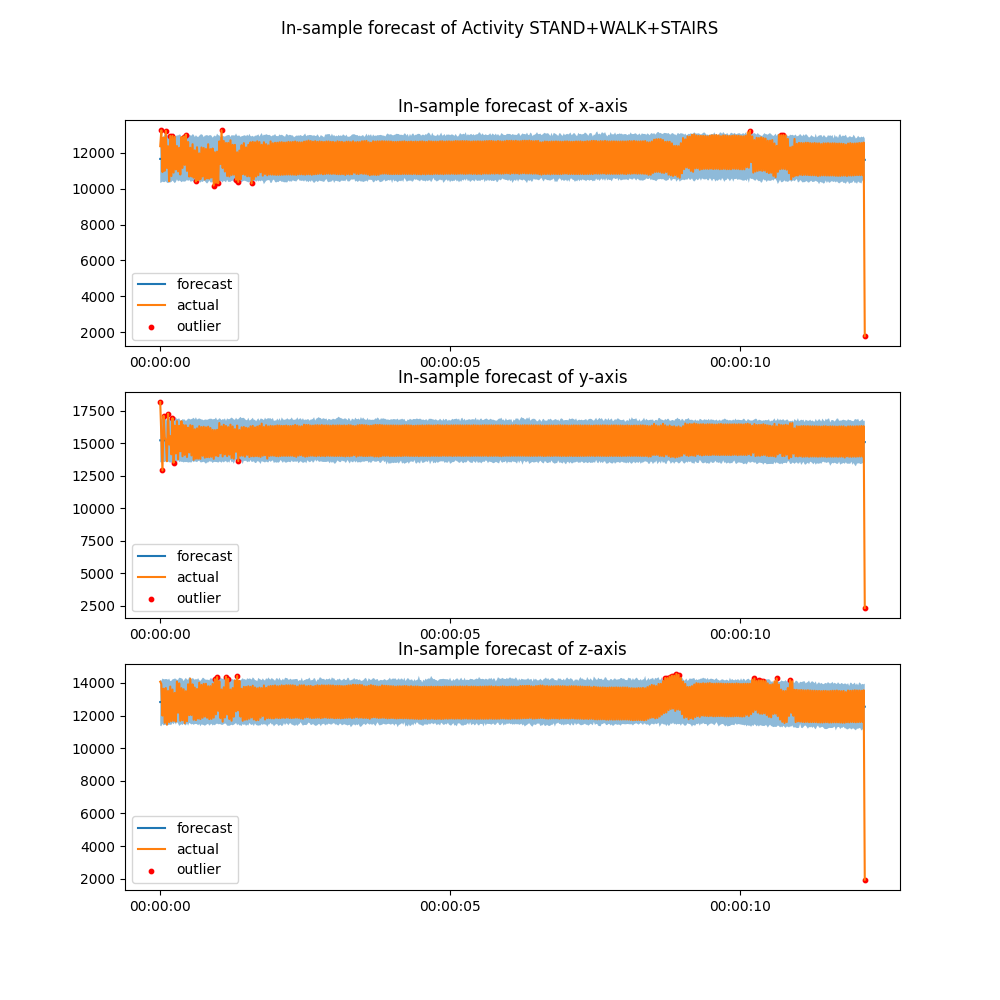 In-sample forecast of Activity STAND+WALK+STAIRS
In-sample forecast of x-axis
12000
10000
8000
6000
4000
2000
forecast
actual
outlier
00:00:00 00:00:05 00:00:10
In-sample forecast of y-axis
17500
15000
12500
10000
7500
5000
2500
forecast
actual
outlier
00:00:00 00:00:05 00:00:10
In-sample forecast of z-axis
14000
12000
10000
8000
6000
4000
2000
forecast
actual
outlier
00:00:00 00:00:05 00:00:10